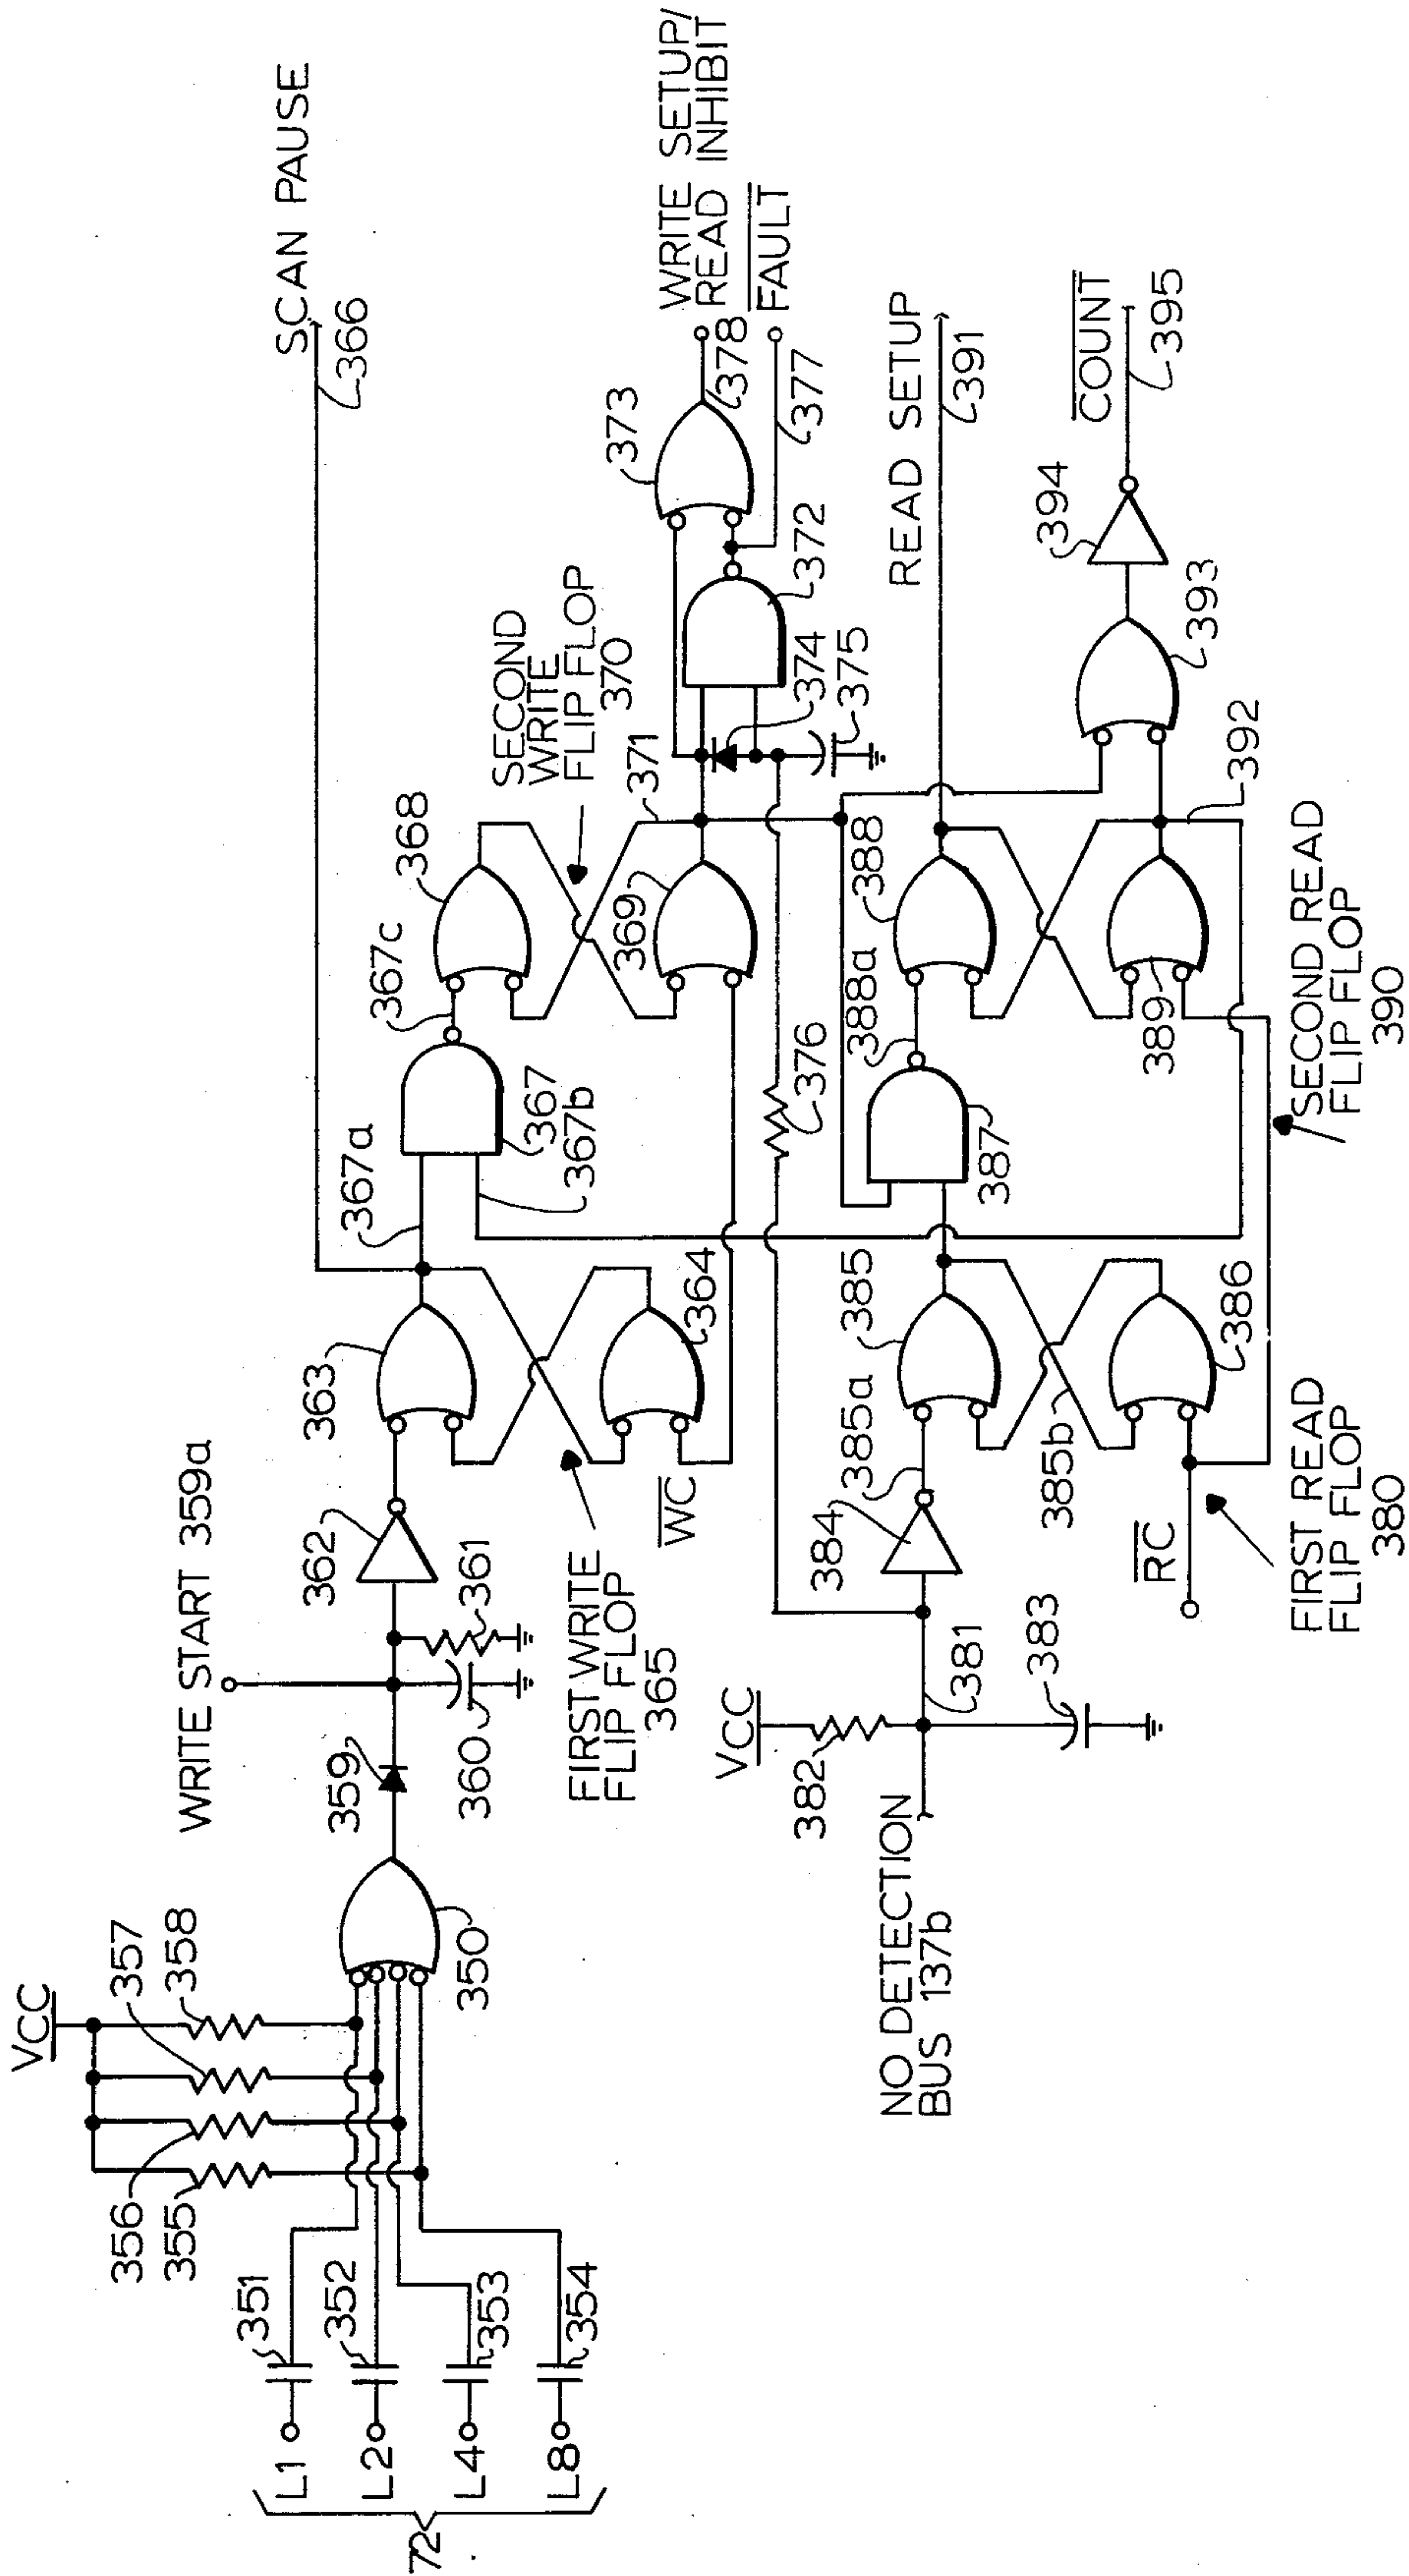 72
L1
L2
L4
L8
351
352
353
354
VCC
355
356
357
358
350
WRITE START 359a
359
360
361
362
363
364
FIRST WRITE
FLIP FLOP
365
WC
SCAN PAUSE
366
367a
367
367b
367c
368
369
SECOND
WRITE
FLIP FLOP
370
371
372
373
374
375
376
WRITE SETUP/
READ INHIBIT
378
FAULT
377
NO DETECTION
BUS 137b
VCC
382
381
383
384
385a
385
385b
386
RC
FIRST READ
FLIP FLOP
380
387
388a
388
389
READ SETUP
391
SECOND READ
FLIP FLOP
390
392
393
394
COUNT
395